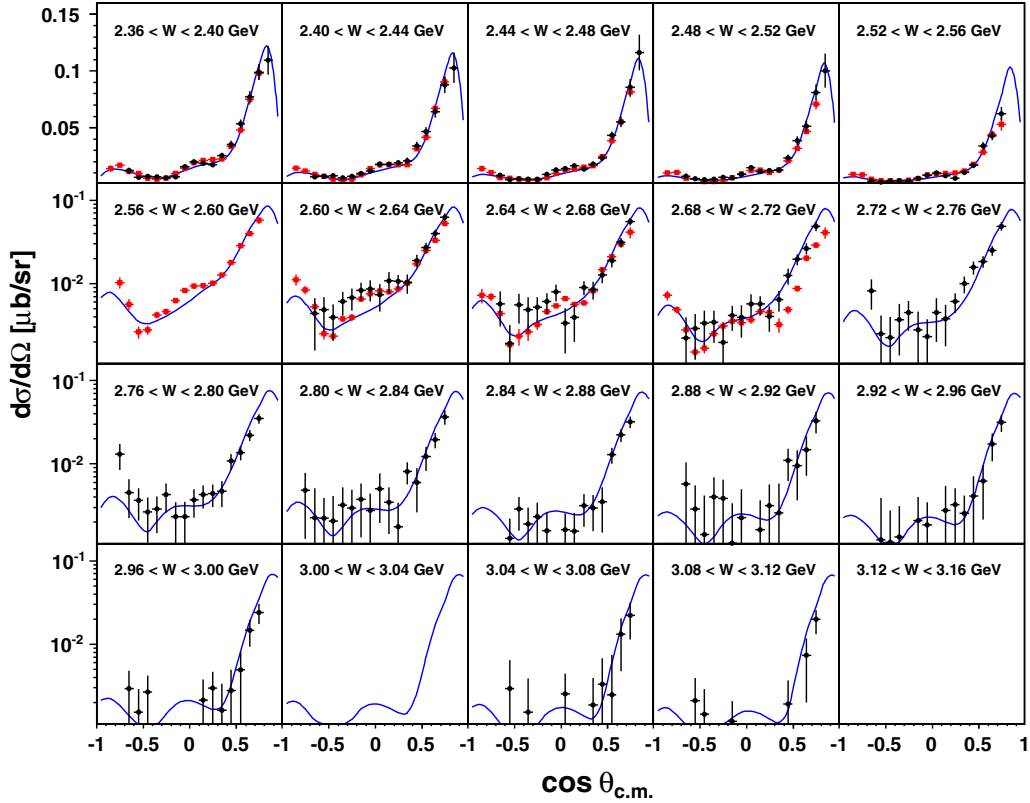 0.15
0.1
0.05
2.36 < W < 2.40 GeV
2.40 < W < 2.44 GeV
2.44 < W < 2.48 GeV
2.48 < W < 2.52 GeV
2.52 < W < 2.56 GeV
10⁻¹
10⁻²
2.56 < W < 2.60 GeV
2.60 < W < 2.64 GeV
2.64 < W < 2.68 GeV
2.68 < W < 2.72 GeV
2.72 < W < 2.76 GeV
dσ/dΩ [μb/sr]
10⁻¹
10⁻²
2.76 < W < 2.80 GeV
2.80 < W < 2.84 GeV
2.84 < W < 2.88 GeV
2.88 < W < 2.92 GeV
2.92 < W < 2.96 GeV
10⁻¹
10⁻²
2.96 < W < 3.00 GeV
3.00 < W < 3.04 GeV
3.04 < W < 3.08 GeV
3.08 < W < 3.12 GeV
3.12 < W < 3.16 GeV
-1 -0.5 0 0.5 -1 -0.5 0 0.5 -1 -0.5 0 0.5 -1 -0.5 0 0.5 -1 -0.5 0 0.5 1
cos θc.m.